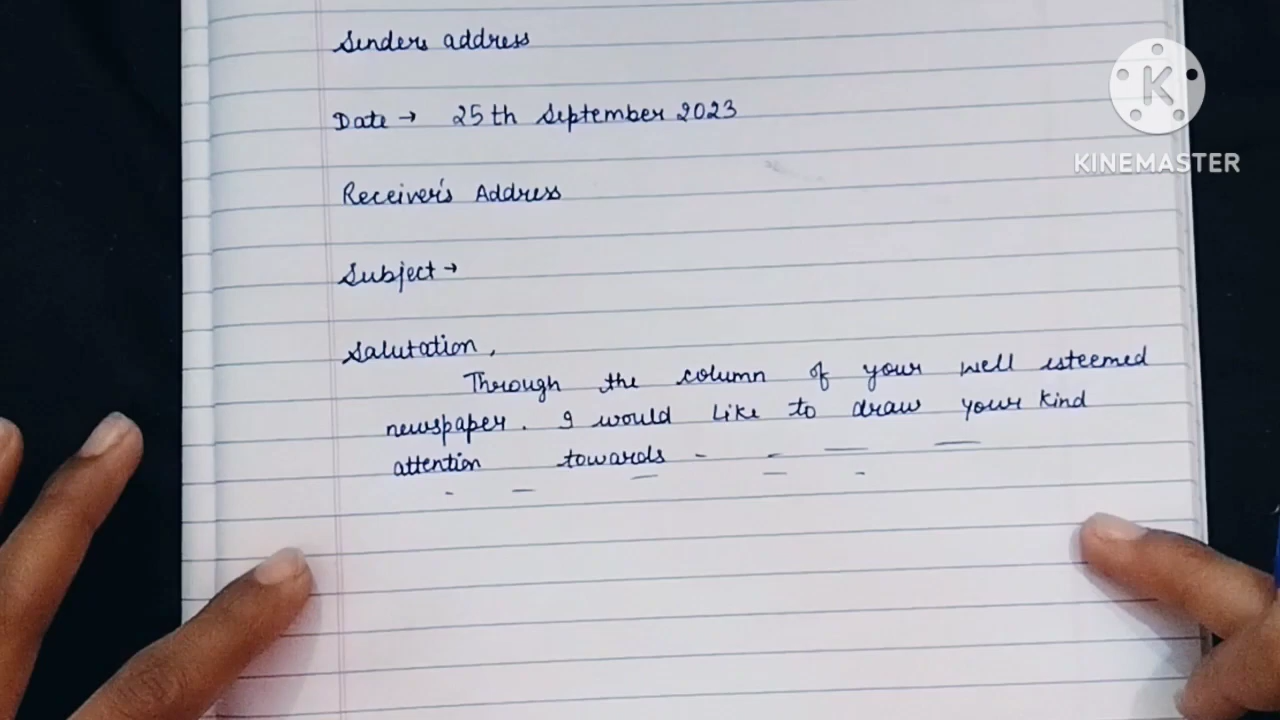 Senders address
Date → 25th September 2023
KINEMASTER
Receiver's Address
Subject →
Salutation,
Through the column of your well esteemed
newspaper. I would like to draw your kind
attention towards - - — —
- — — — -